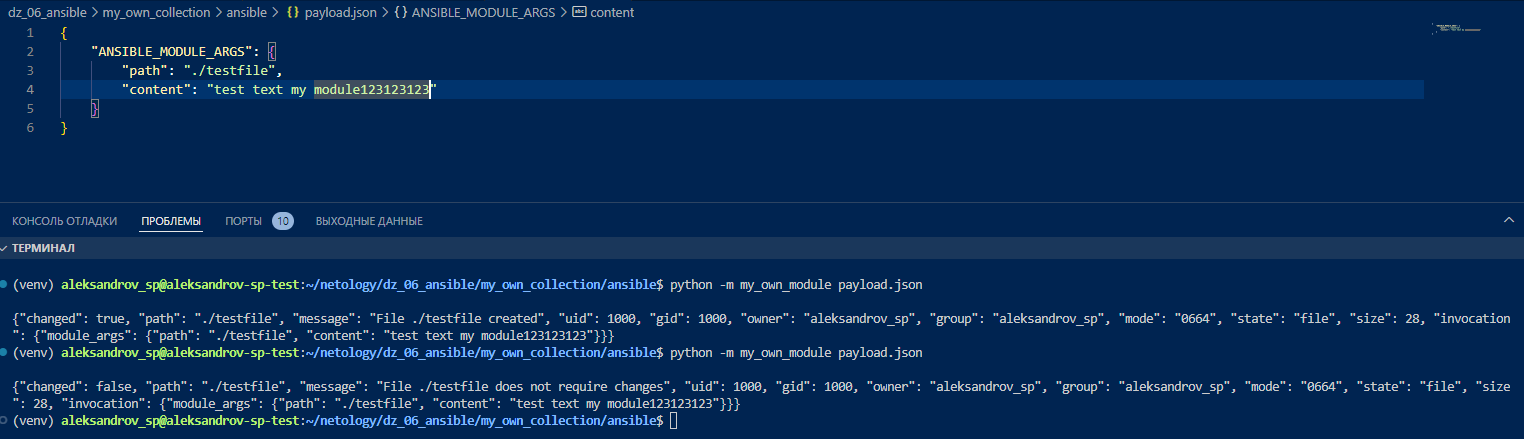 dz_06_ansible > my_own_collection > ansible > {} payload.json > {} ANSIBLE_MODULE_ARGS > abc content
1 {
2 "ANSIBLE_MODULE_ARGS": {
3 "path": "./testfile",
4 "content": "test text my module123123123"
5 }
6 }
КОНСОЛЬ ОТЛАДКИ ПРОБЛЕМЫ ПОРТЫ 10 ВЫХОДНЫЕ ДАННЫЕ
ТЕРМИНАЛ
(venv) aleksandrov_sp@aleksandrov-sp-test:~/netology/dz_06_ansible/my_own_collection/ansible$ python -m my_own_module payload.json
{"changed": true, "path": "./testfile", "message": "File ./testfile created", "uid": 1000, "gid": 1000, "owner": "aleksandrov_sp", "group": "aleksandrov_sp", "mode": "0664", "state": "file", "size": 28, "invocation
": {"module_args": {"path": "./testfile", "content": "test text my module123123123"}}}
(venv) aleksandrov_sp@aleksandrov-sp-test:~/netology/dz_06_ansible/my_own_collection/ansible$ python -m my_own_module payload.json
{"changed": false, "path": "./testfile", "message": "File ./testfile does not require changes", "uid": 1000, "gid": 1000, "owner": "aleksandrov_sp", "group": "aleksandrov_sp", "mode": "0664", "state": "file", "size
": 28, "invocation": {"module_args": {"path": "./testfile", "content": "test text my module123123123"}}}
(venv) aleksandrov_sp@aleksandrov-sp-test:~/netology/dz_06_ansible/my_own_collection/ansible$